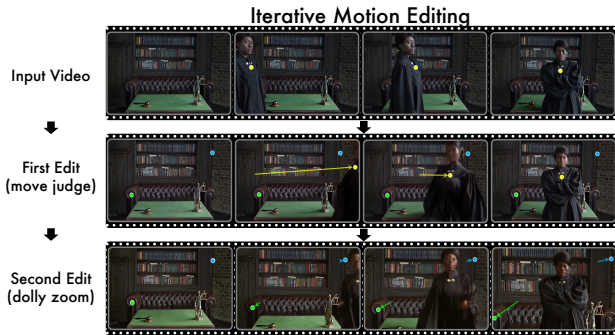 Iterative Motion Editing
Input Video
First Edit
(move judge)
Second Edit
(dolly zoom)